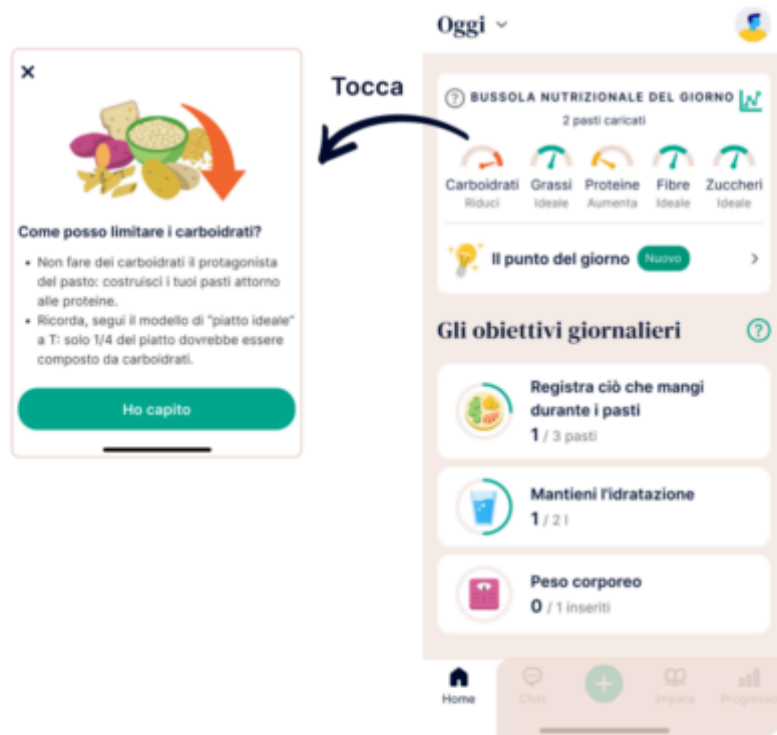 Oggi
Tocca
BUSSOLA NUTRIZIONALE DEL GIORNO
2 pasti caricati
Carboidrati Grassi Proteine Fibre Zuccheri
Riduci Ideale Aumenta Ideale Ideale
Il punto del giorno Nuovo
Come posso limitare i carboidrati?
• Non fare dei carboidrati il protagonista
del pasto: costruisci i tuoi pasti attorno
alle proteine.
• Ricorda, segui il modello di "piatto ideale"
a T: solo 1/4 del piatto dovrebbe essere
composto da carboidrati.
Ho capito
Gli obiettivi giornalieri
Registra ciò che mangi
durante i pasti
1 / 3 pasti
Mantieni l'idratazione
1 / 2 l
Peso corporeo
0 / 1 inseriti
Home Chat Impara Progresso